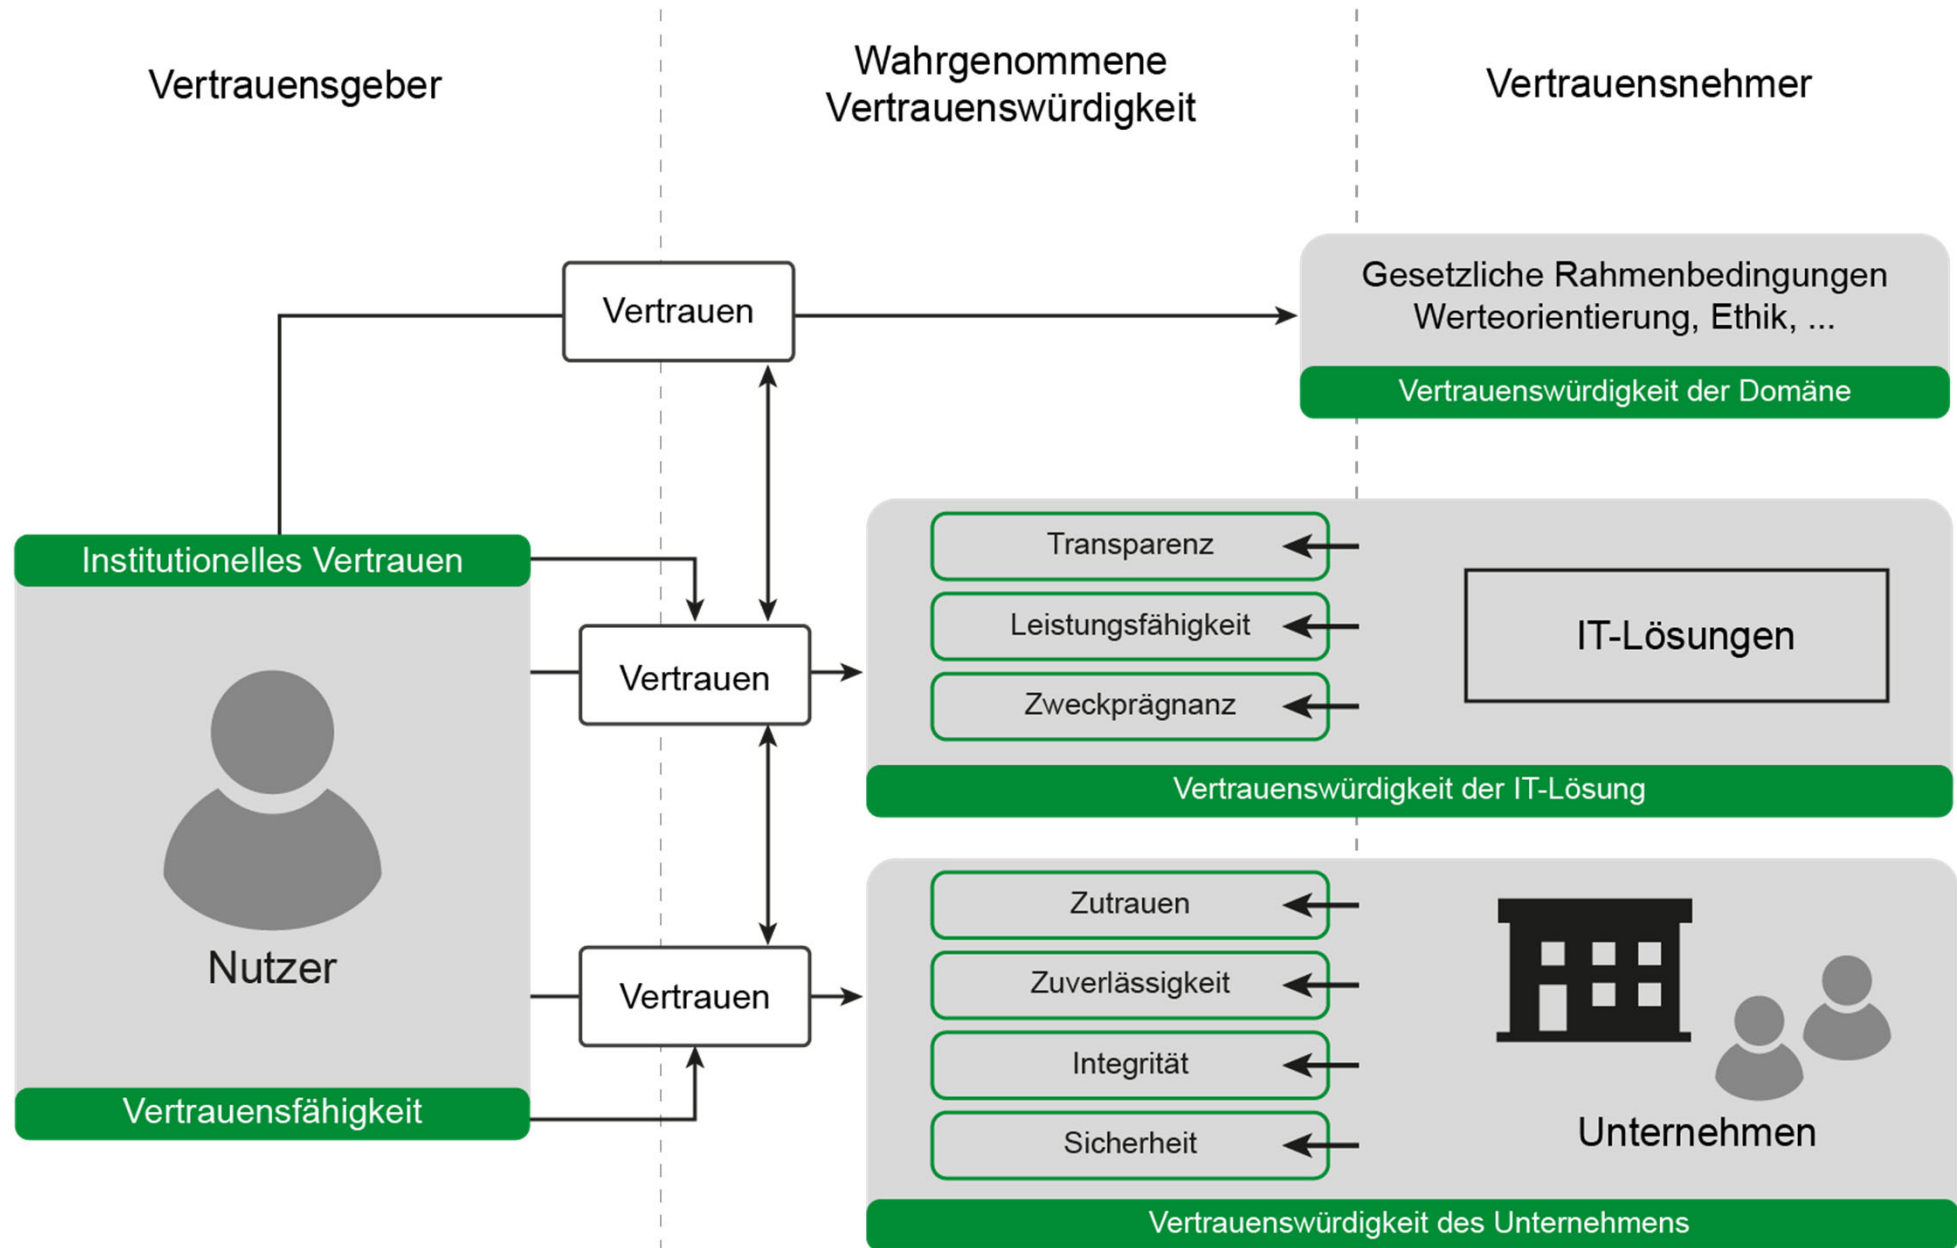 Vertrauensgeber
Wahrgenommene
Vertrauenswürdigkeit
Vertrauensnehmer
Vertrauen
Gesetzliche Rahmenbedingungen
Werteorientierung, Ethik, ...
Vertrauenswürdigkeit der Domäne
Institutionelles Vertrauen
Nutzer
Vertrauensfähigkeit
Vertrauen
Transparenz
Leistungsfähigkeit
Zweckprägnanz
IT-Lösungen
Vertrauenswürdigkeit der IT-Lösung
Vertrauen
Zutrauen
Zuverlässigkeit
Integrität
Sicherheit
Unternehmen
Vertrauenswürdigkeit des Unternehmens